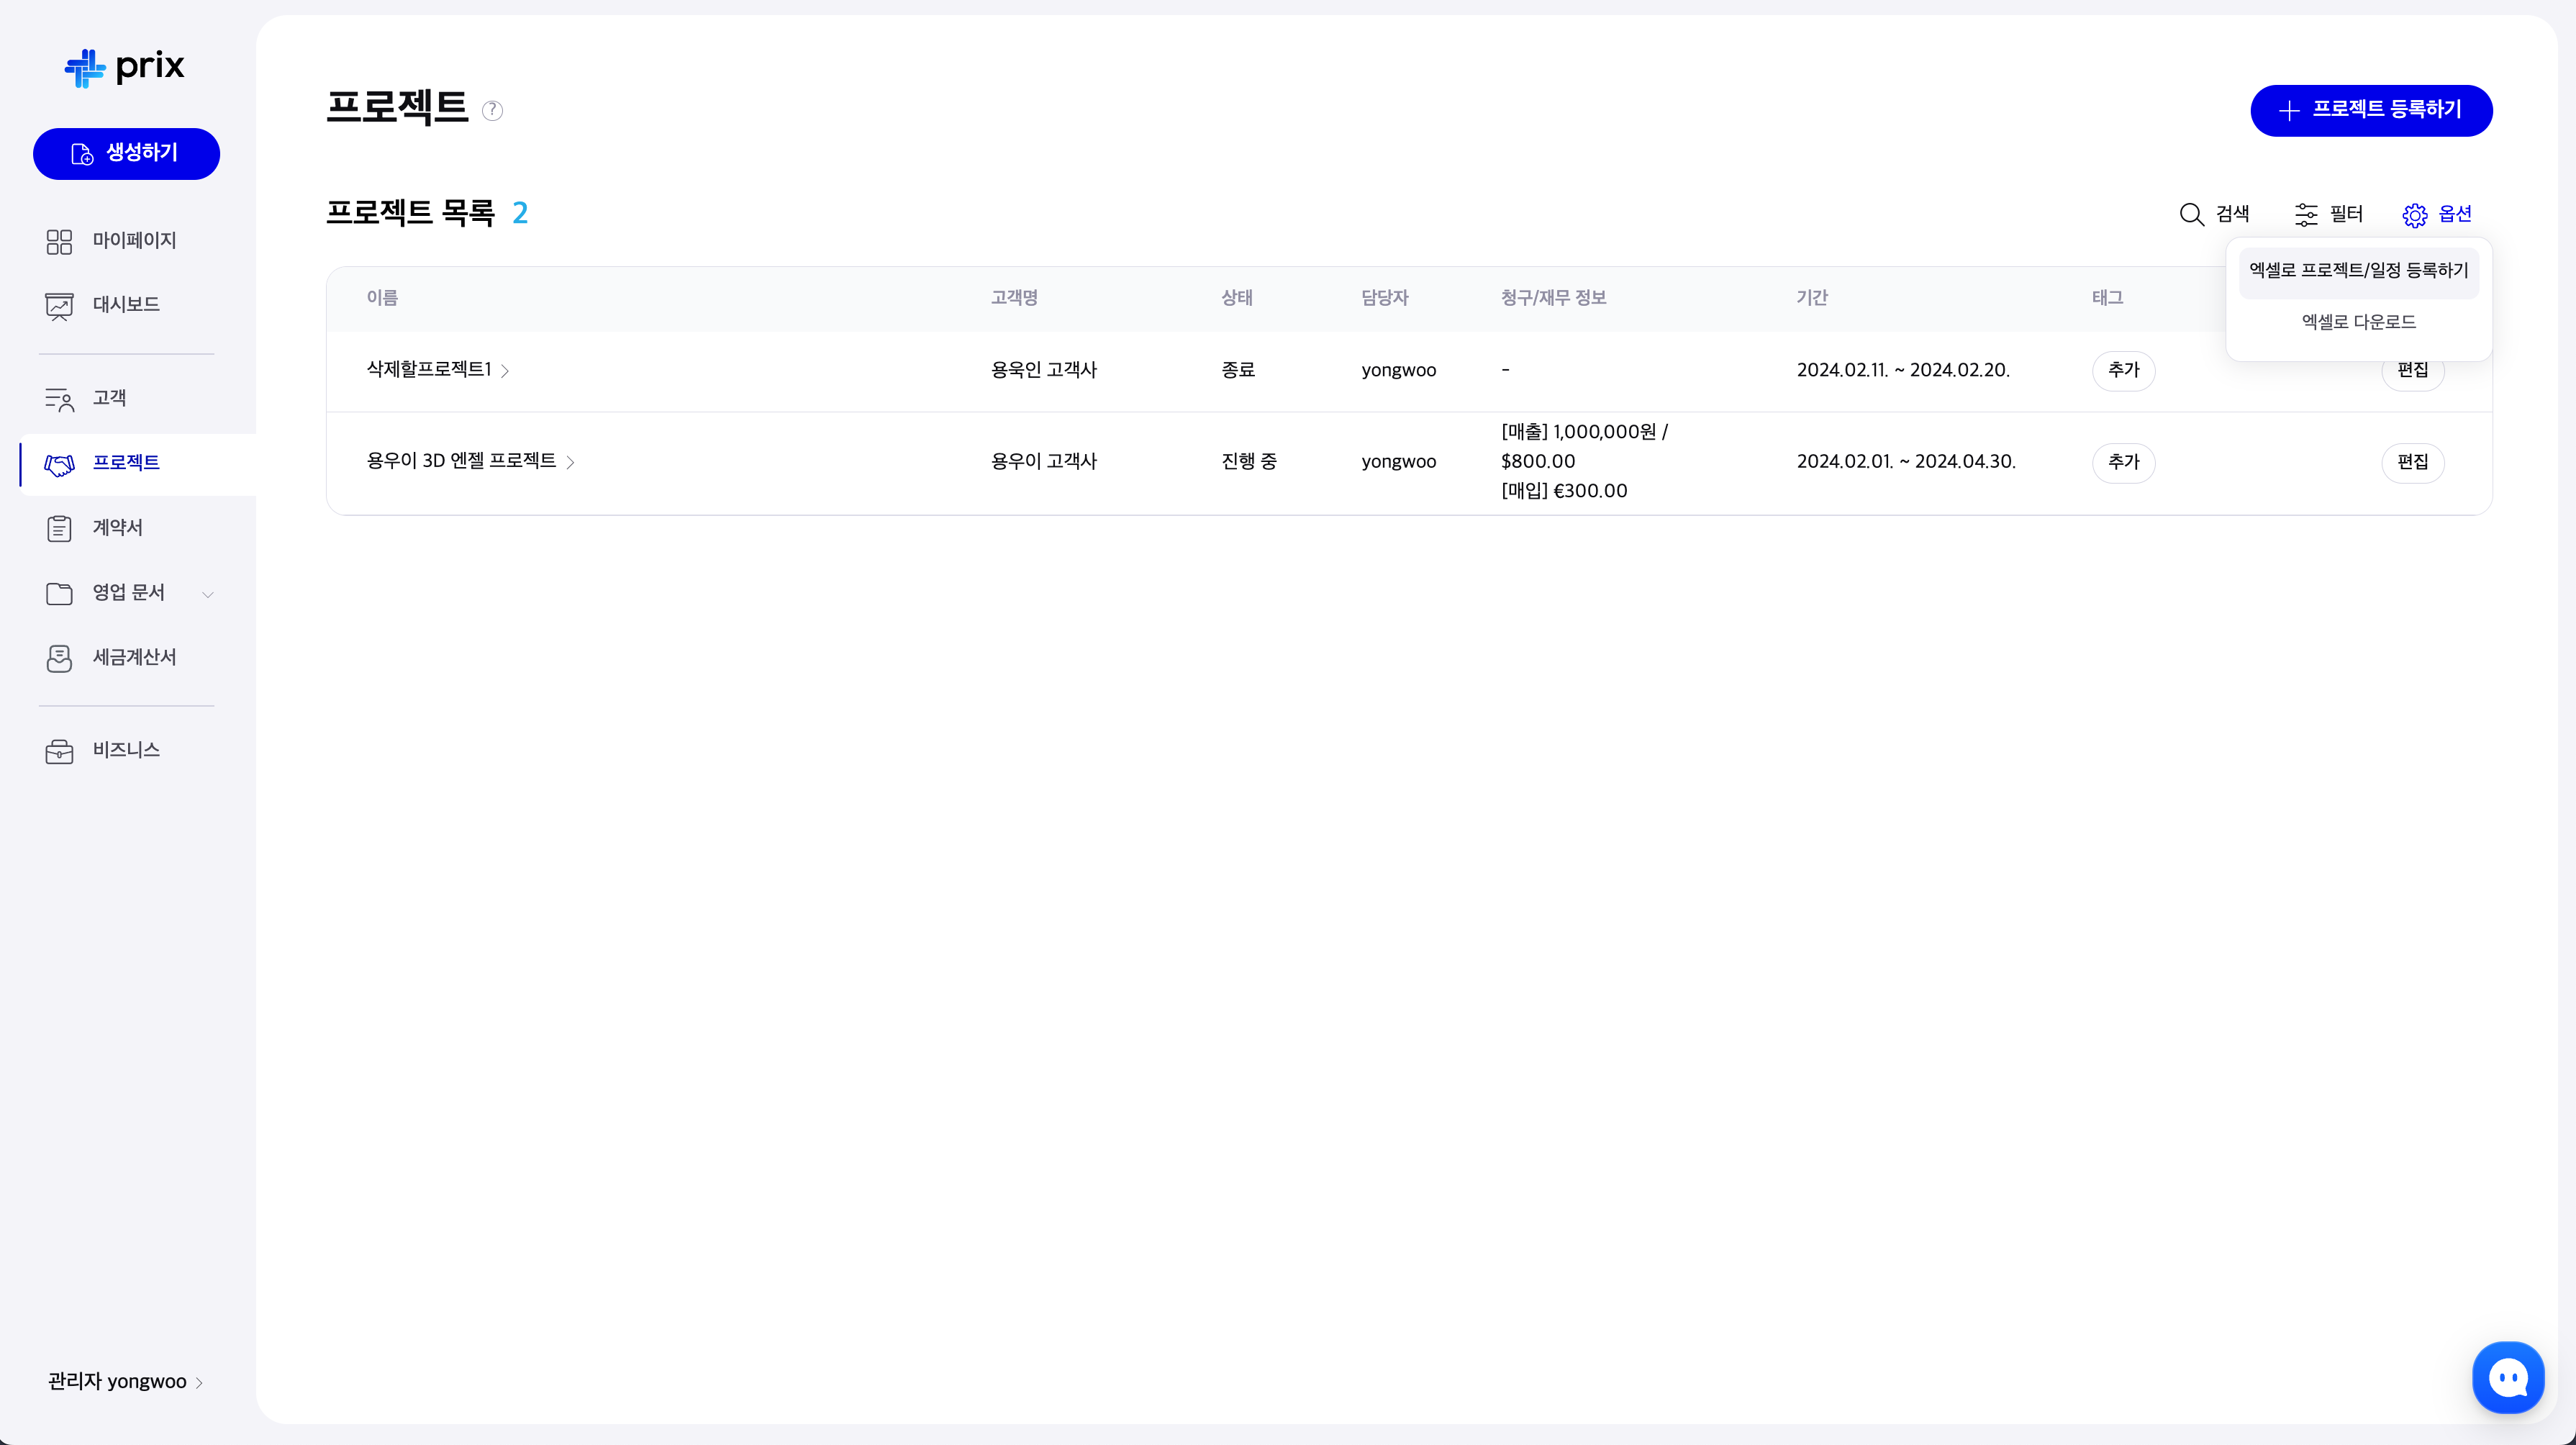 prix
생성하기
마이페이지
대시보드
고객
프로젝트
계약서
영업 문서
세금계산서
비즈니스
관리자 yongwoo
프로젝트 ?
프로젝트 등록하기
프로젝트 목록 2
검색 필터 옵션
엑셀로 프로젝트/일정 등록하기
엑셀로 다운로드
이름 고객명 상태 담당자 청구/재무 정보 기간 태그
삭제할프로젝트1 용욱인 고객사 종료 yongwoo - 2024.02.11. ~ 2024.02.20. 추가 편집
용우이 3D 엔젤 프로젝트 용우이 고객사 진행 중 yongwoo [매출] 1,000,000원 /
$800.00
[매입] €300.00
2024.02.01. ~ 2024.04.30. 추가 편집